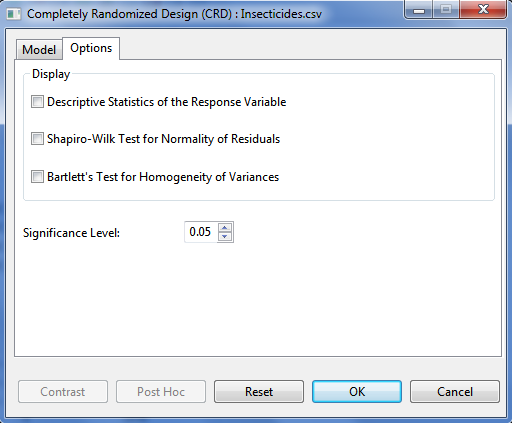 Completely Randomized Design (CRD) : Insecticides.csv
Model Options
Display
Descriptive Statistics of the Response Variable
Shapiro-Wilk Test for Normality of Residuals
Bartlett's Test for Homogeneity of Variances
Significance Level: 0.05
Contrast Post Hoc Reset OK Cancel